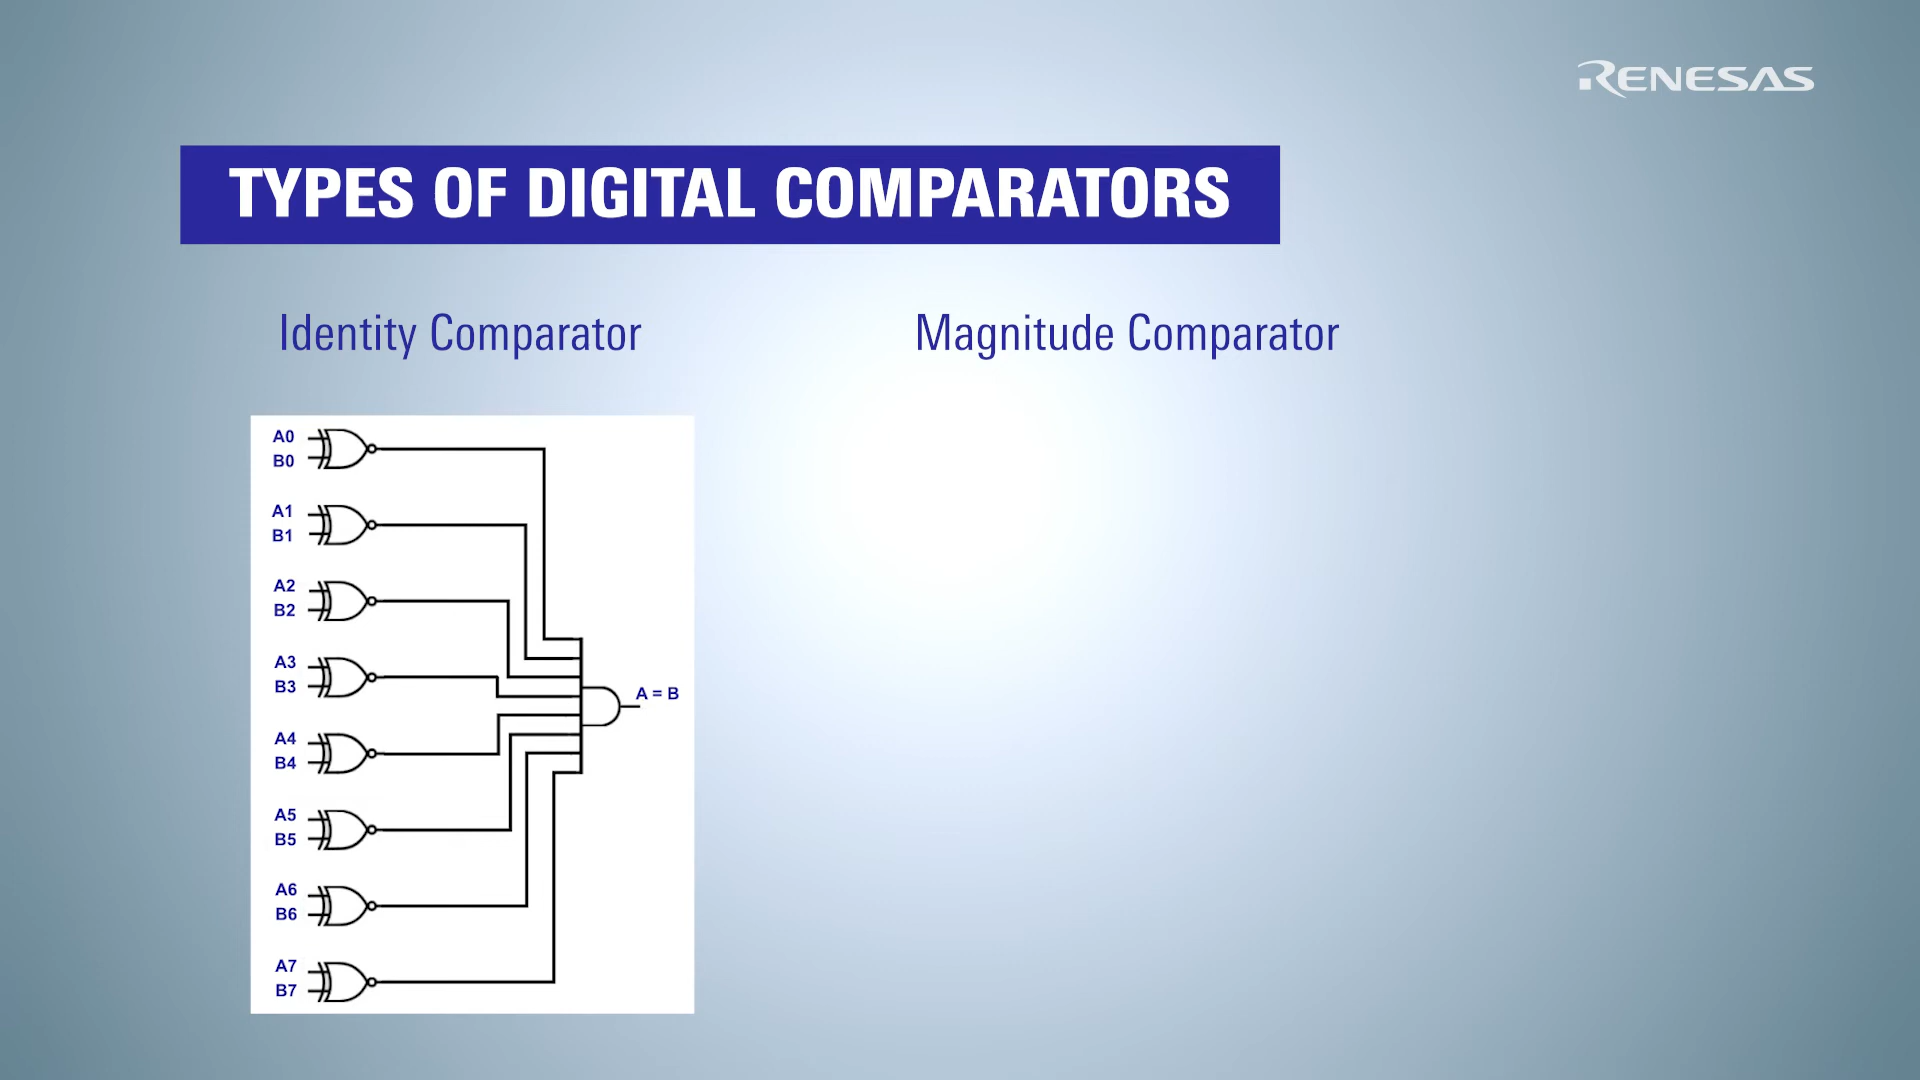 RENESAS
TYPES OF DIGITAL COMPARATORS
Identity Comparator
Magnitude Comparator
A0
B0
A1
B1
A2
B2
A3
B3
A = B
A4
B4
A5
B5
A6
B6
A7
B7